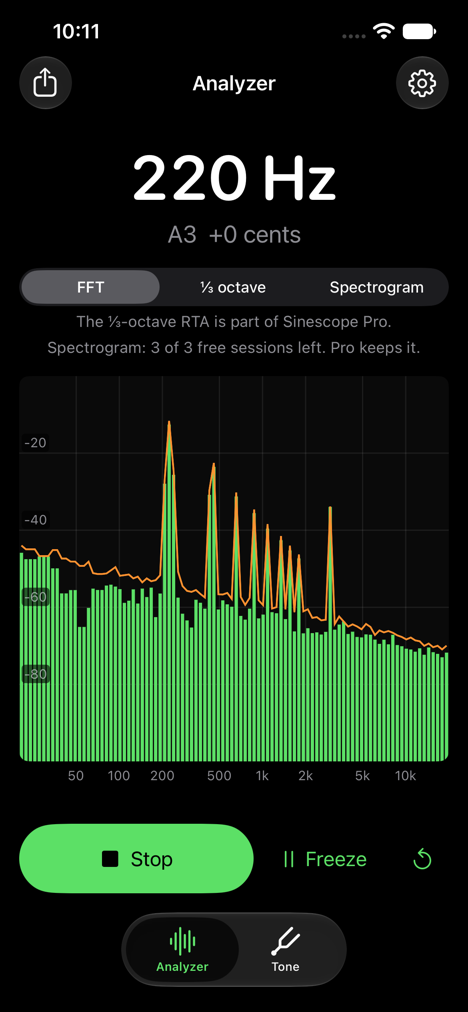 10:11
Analyzer
220 Hz
A3 +0 cents
FFT ⅓ octave Spectrogram
The ⅓-octave RTA is part of Sinescope Pro.
Spectrogram: 3 of 3 free sessions left. Pro keeps it.
-20
-40
-60
-80
50 100 200 500 1k 2k 5k 10k
Stop Freeze
Analyzer Tone